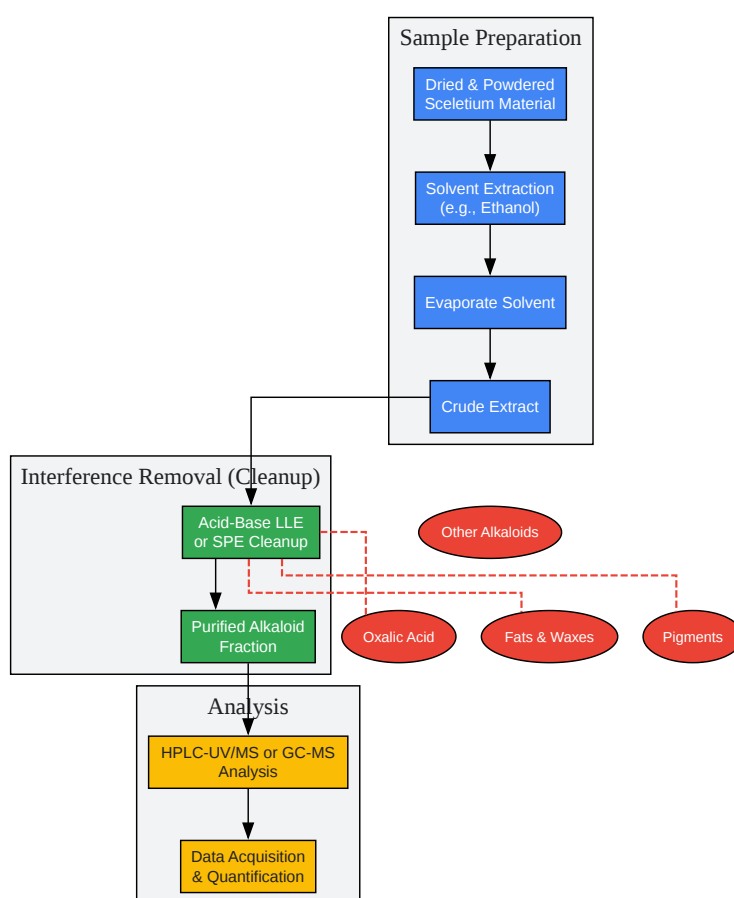 Sample Preparation
Dried & Powdered
Sceletium Material
Solvent Extraction
(e.g., Ethanol)
Evaporate Solvent
Crude Extract
Interference Removal (Cleanup)
Acid-Base LLE
or SPE Cleanup
Other Alkaloids
Purified Alkaloid
Fraction
Oxalic Acid
Fats & Waxes
Pigments
Analysis
HPLC-UV/MS or GC-MS
Analysis
Data Acquisition
& Quantification